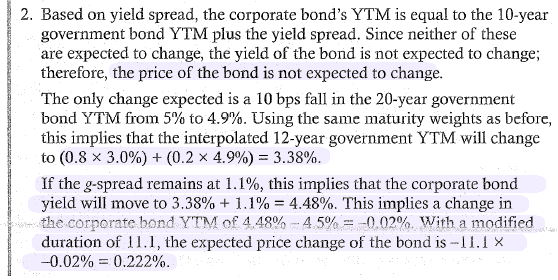 2. Based on yield spread, the corporate bond's YTM is equal to the 10-year
government bond YTM plus the yield spread. Since neither of these
are expected to change, the yield of the bond is not expected to change;
therefore, the price of the bond is not expected to change.
The only change expected is a 10 bps fall in the 20-year government
bond YTM from 5% to 4.9%. Using the same maturity weights as before,
this implies that the interpolated 12-year government YTM will change
to (0.8 × 3.0%) + (0.2 × 4.9%) = 3.38%.
If the g-spread remains at 1.1%, this implies that the corporate bond
yield will move to 3.38% + 1.1% = 4.48%. This implies a change in
the corporate bond YTM of 4.48% – 4.5% = –0.02%. With a modified
duration of 11.1, the expected price change of the bond is –11.1 ×
–0.02% = 0.222%.